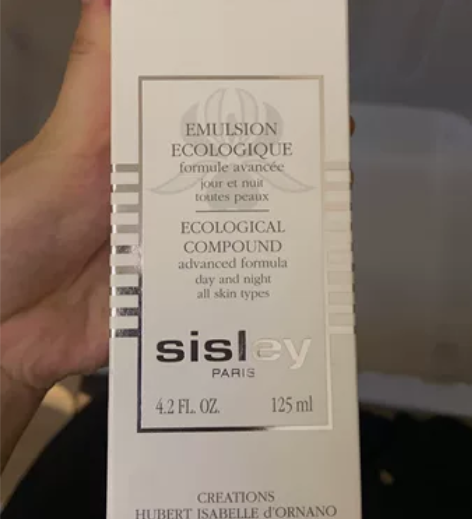 EMULSION
ECOLOGIQUE
formule avancée
jour et nuit
toutes peaux
ECOLOGICAL
COMPOUND
advanced formula
day and night
all skin types
sisley
PARIS
4.2 FL. OZ. 125 ml
CREATIONS
HUBERT ISABELLE d'ORNANO